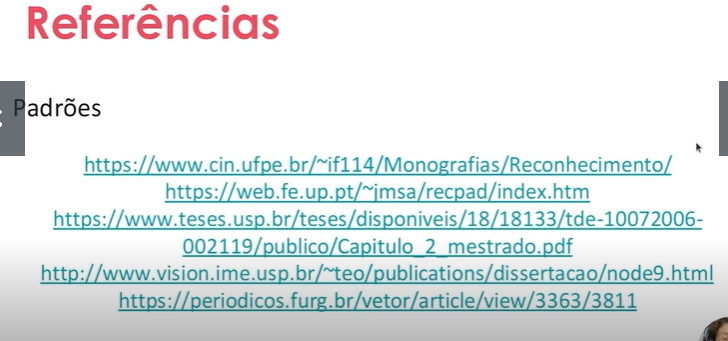 Referências
Padrões
https://www.cin.ufpe.br/~if114/Monografias/Reconhecimento/
https://web.fe.up.pt/~jmsa/recpad/index.htm
https://www.teses.usp.br/teses/disponiveis/18/18133/tde-10072006-
002119/publico/Capitulo_2_mestrado.pdf
http://www.vision.ime.usp.br/~teo/publications/dissertacao/node9.html
https://periodicos.furg.br/vetor/article/view/3363/3811